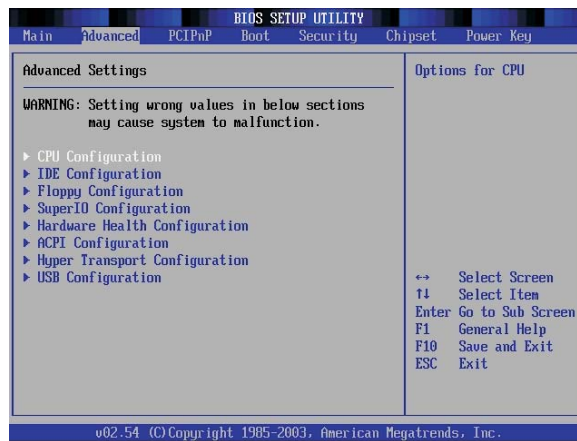 BIOS SETUP UTILITY
Main Advanced PCIPnP Boot Security Chipset Power Key
Advanced Settings
WARNING: Setting wrong values in below sections
may cause system to malfunction.
CPU Configuration
IDE Configuration
Floppy Configuration
SuperIO Configuration
Hardware Health Configuration
ACPI Configuration
Hyper Transport Configuration
USB Configuration
Options for CPU
↔ Select Screen
↑↓ Select Item
Enter Go to Sub Screen
F1 General Help
F10 Save and Exit
ESC Exit
v02.54 (C)Copyright 1985-2003, American Megatrends, Inc.